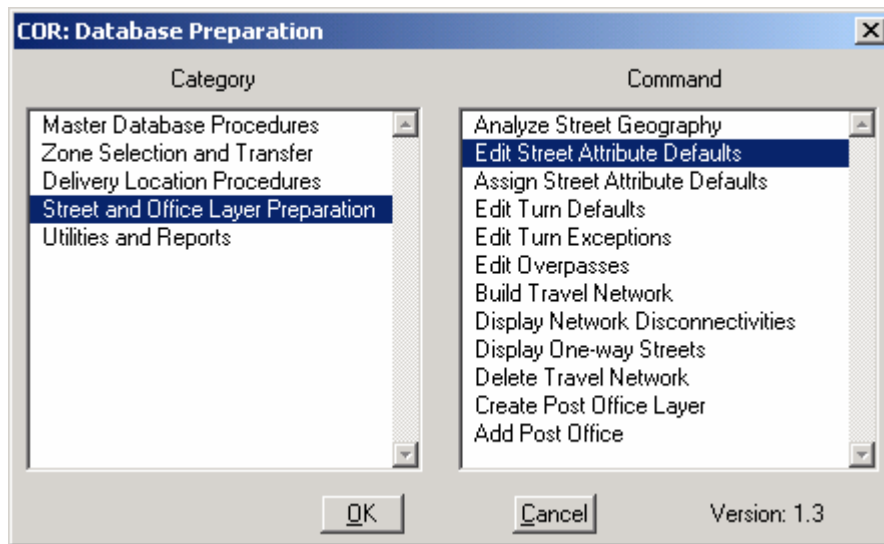 COR: Database Preparation
Category
Command
Master Database Procedures
Zone Selection and Transfer
Delivery Location Procedures
Street and Office Layer Preparation
Utilities and Reports
Analyze Street Geography
Edit Street Attribute Defaults
Assign Street Attribute Defaults
Edit Turn Defaults
Edit Turn Exceptions
Edit Overpasses
Build Travel Network
Display Network Disconnectivities
Display One-way Streets
Delete Travel Network
Create Post Office Layer
Add Post Office
OK
Cancel
Version: 1.3